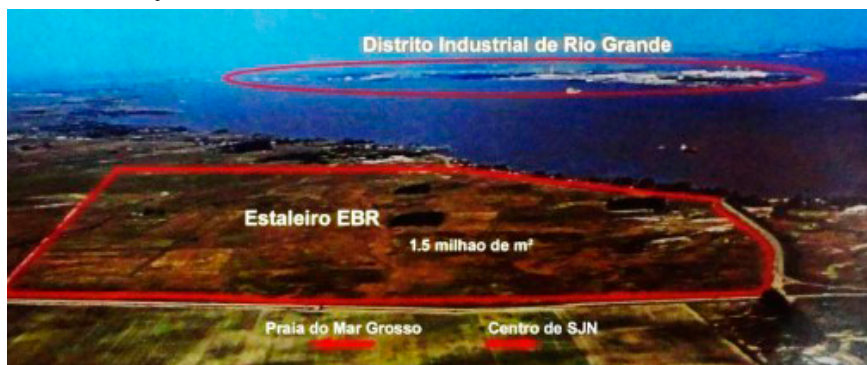 Distrito Industrial de Rio Grande
Estaleiro EBR
1.5 milhao de m²
Praia do Mar Grosso
Centro de SJN